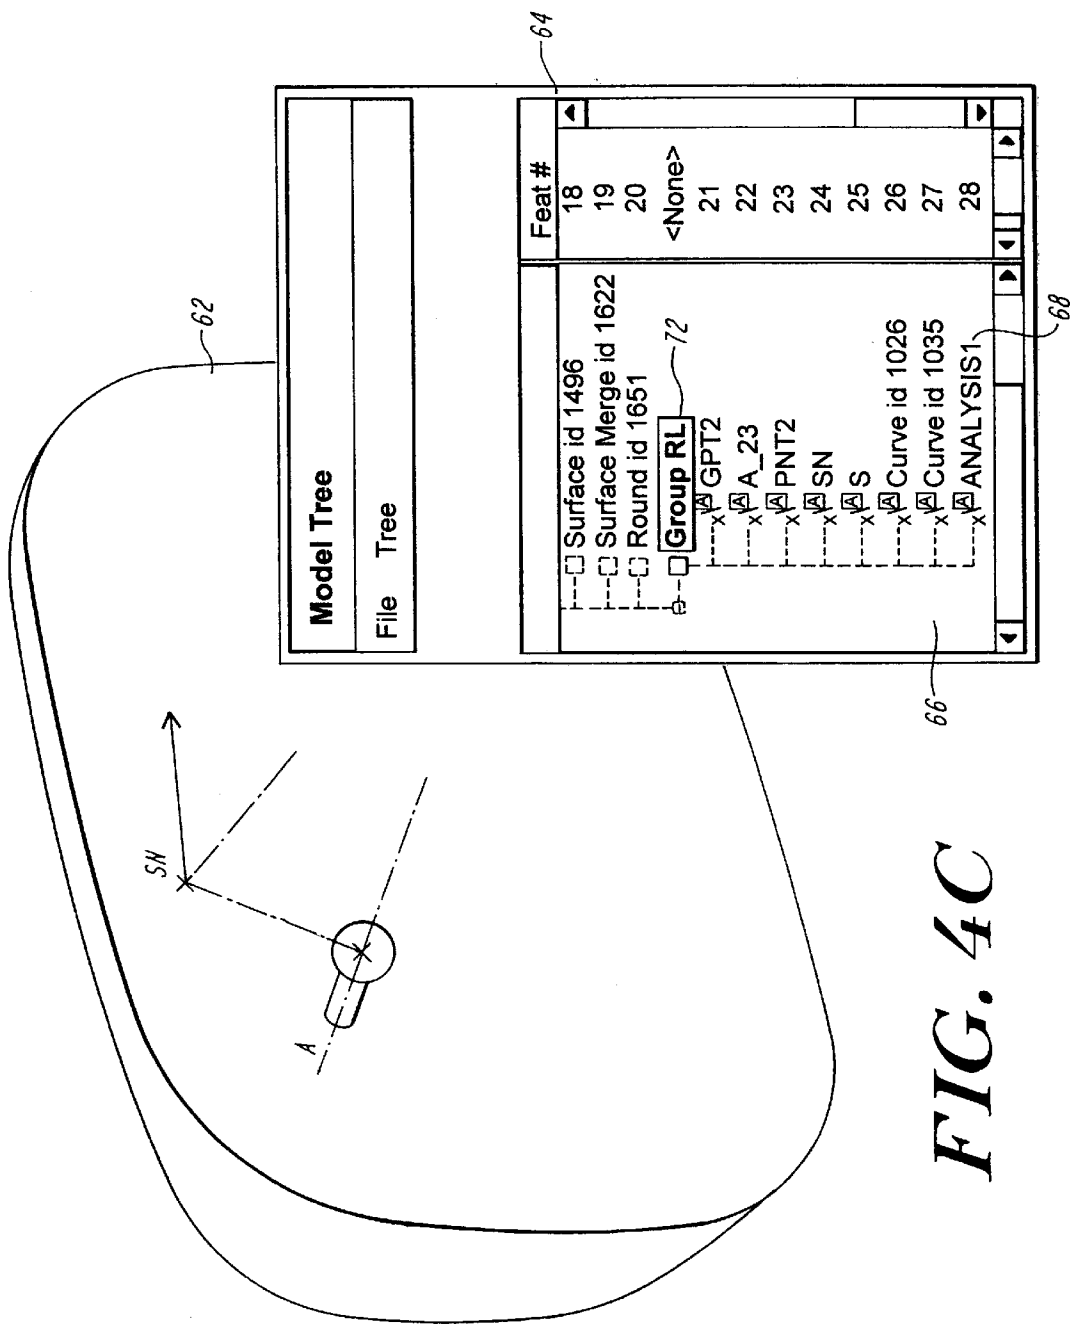 62
SN
A
64
Model Tree
File Tree
Feat #
Surface id 1496 18
Surface Merge id 1622 19
Round id 1651 20
Group RL <None>
72
A GPT2 21
A A_23 22
A PNT2 23
A SN 24
A S 25
A Curve id 1026 26
A Curve id 1035 27
A ANALYSIS1 28
66
68
FIG. 4C